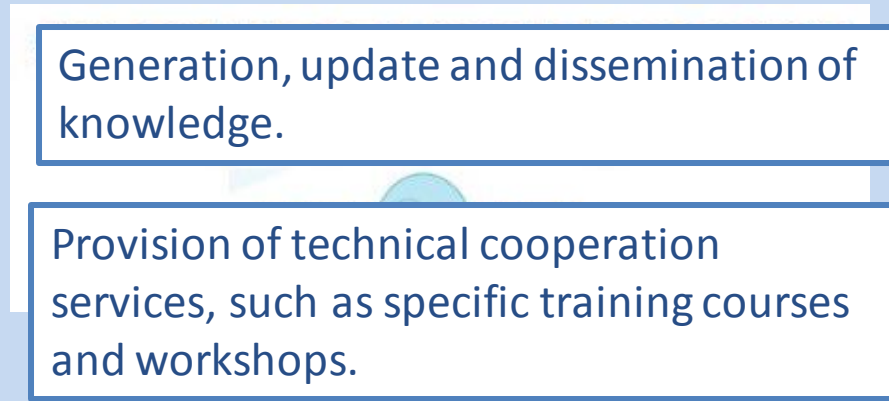 Generation, update and dissemination of
knowledge.
Provision of technical cooperation
services, such as specific training courses
and workshops.